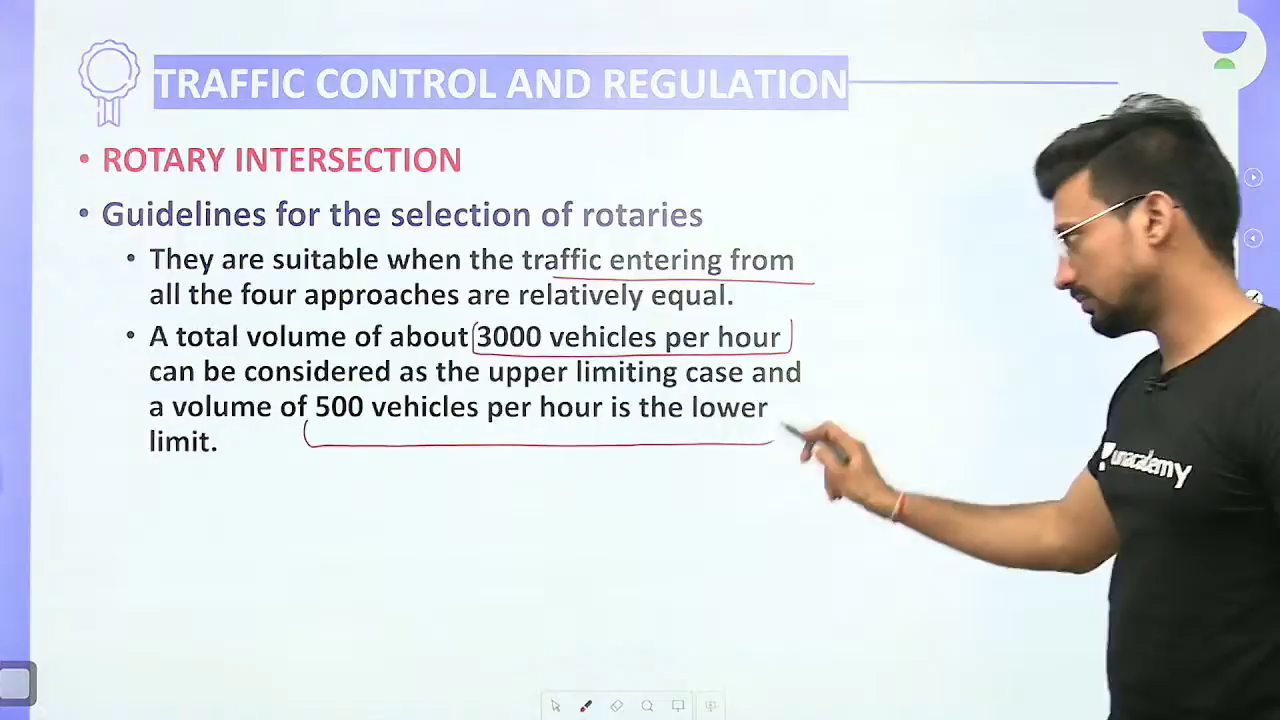 TRAFFIC CONTROL AND REGULATION
• ROTARY INTERSECTION
• Guidelines for the selection of rotaries
• They are suitable when the traffic entering from
all the four approaches are relatively equal.
• A total volume of about 3000 vehicles per hour
can be considered as the upper limiting case and
a volume of 500 vehicles per hour is the lower
limit.
unacademy